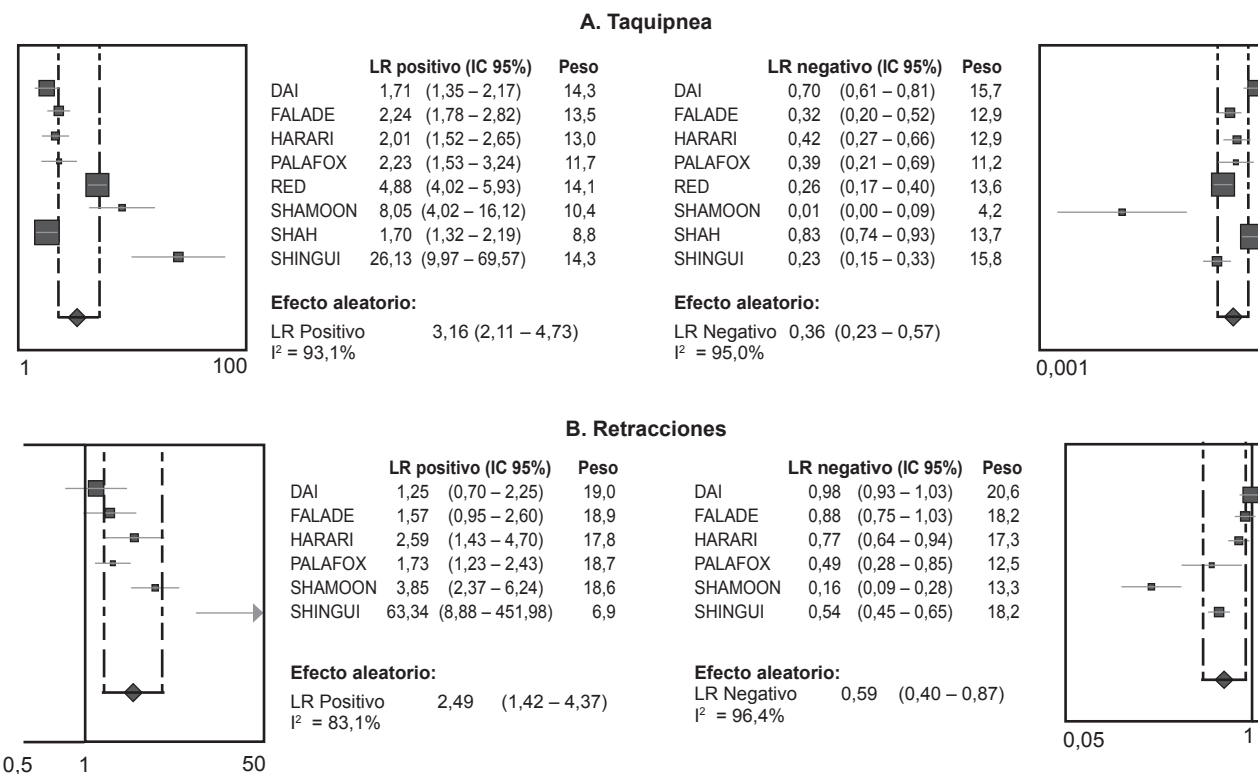 A. Taquipnea
LR positivo (IC 95%) Peso
DAI 1,71 (1,35 – 2,17) 14,3
FALADE 2,24 (1,78 – 2,82) 13,5
HARARI 2,01 (1,52 – 2,65) 13,0
PALAFOX 2,23 (1,53 – 3,24) 11,7
RED 4,88 (4,02 – 5,93) 14,1
SHAMOON 8,05 (4,02 – 16,12) 10,4
SHAH 1,70 (1,32 – 2,19) 8,8
SHINGUI 26,13 (9,97 – 69,57) 14,3
Efecto aleatorio:
LR Positivo 3,16 (2,11 – 4,73)
I² = 93,1%
1 100
LR negativo (IC 95%) Peso
DAI 0,70 (0,61 – 0,81) 15,7
FALADE 0,32 (0,20 – 0,52) 12,9
HARARI 0,42 (0,27 – 0,66) 12,9
PALAFOX 0,39 (0,21 – 0,69) 11,2
RED 0,26 (0,17 – 0,40) 13,6
SHAMOON 0,01 (0,00 – 0,09) 4,2
SHAH 0,83 (0,74 – 0,93) 13,7
SHINGUI 0,23 (0,15 – 0,33) 15,8
Efecto aleatorio:
LR Negativo 0,36 (0,23 – 0,57)
I² = 95,0%
0,001
B. Retracciones
LR positivo (IC 95%) Peso
DAI 1,25 (0,70 – 2,25) 19,0
FALADE 1,57 (0,95 – 2,60) 18,9
HARARI 2,59 (1,43 – 4,70) 17,8
PALAFOX 1,73 (1,23 – 2,43) 18,7
SHAMOON 3,85 (2,37 – 6,24) 18,6
SHINGUI 63,34 (8,88 – 451,98) 6,9
Efecto aleatorio:
LR Positivo 2,49 (1,42 – 4,37)
I² = 83,1%
0,5 1 50
LR negativo (IC 95%) Peso
DAI 0,98 (0,93 – 1,03) 20,6
FALADE 0,88 (0,75 – 1,03) 18,2
HARARI 0,77 (0,64 – 0,94) 17,3
PALAFOX 0,49 (0,28 – 0,85) 12,5
SHAMOON 0,16 (0,09 – 0,28) 13,3
SHINGUI 0,54 (0,45 – 0,65) 18,2
Efecto aleatorio:
LR Negativo 0,59 (0,40 – 0,87)
I² = 96,4%
0,05 1